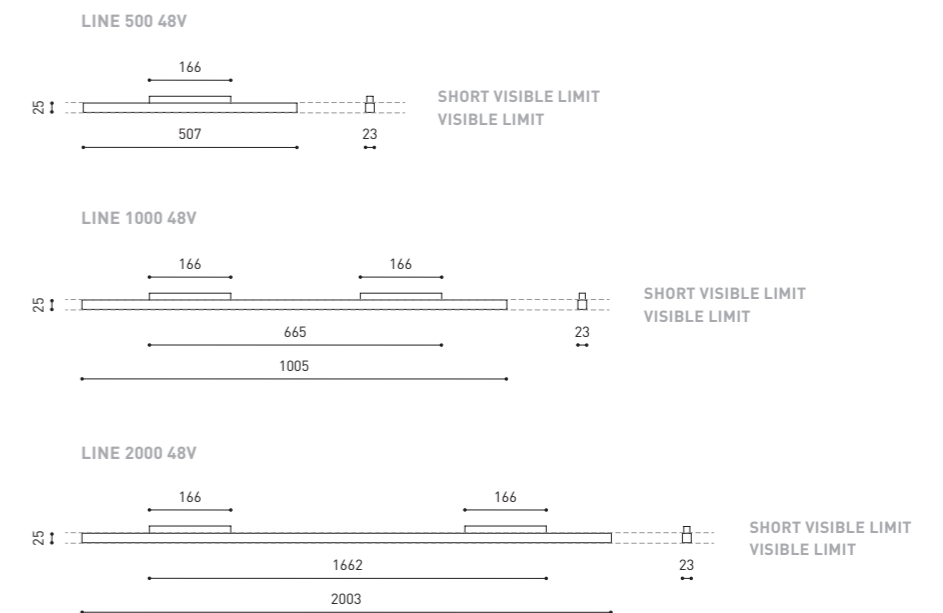 LINE 500 48V
166
25
SHORT VISIBLE LIMIT
VISIBLE LIMIT
507
23
LINE 1000 48V
166
166
25
SHORT VISIBLE LIMIT
VISIBLE LIMIT
665
23
1005
LINE 2000 48V
166
166
25
SHORT VISIBLE LIMIT
VISIBLE LIMIT
1662
23
2003